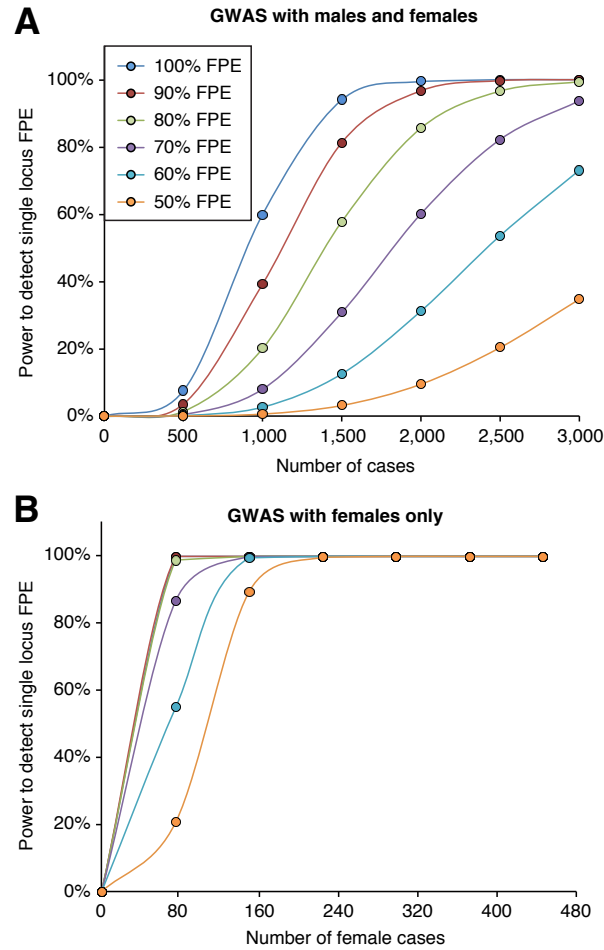 A
GWAS with males and females
100% FPE
90% FPE
80% FPE
70% FPE
60% FPE
50% FPE
Power to detect single locus FPE
100%
80%
60%
40%
20%
0%
0 500 1,000 1,500 2,000 2,500 3,000
Number of cases
B
GWAS with females only
Power to detect single locus FPE
100%
80%
60%
40%
20%
0%
0 80 160 240 320 400 480
Number of female cases